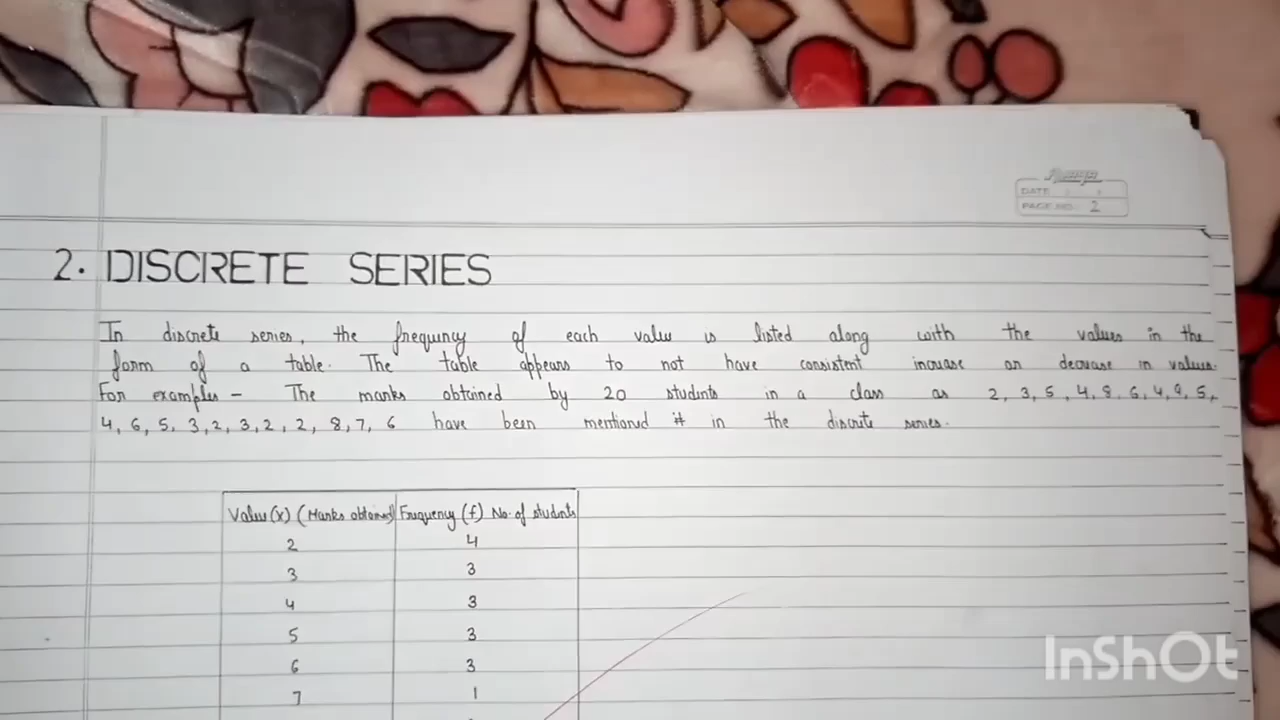 DATE
PAGE NO. 2
2. DISCRETE SERIES
In discrete series, the frequency of each value is listed along with the values in the
form of a table. The table appears to not have consistent increase or decrease in values.
For examples - The marks obtained by 20 students in a class as 2, 3, 5, 4, 8, 6, 4, 9, 5,
4, 6, 5, 3, 2, 3, 2, 2, 8, 7, 6 have been mentioned in the discrete series.
Value (x) (Marks obtained) Frequency (f) No. of students
2 4
3 3
4 3
5 3
6 3
7 1
InShOt